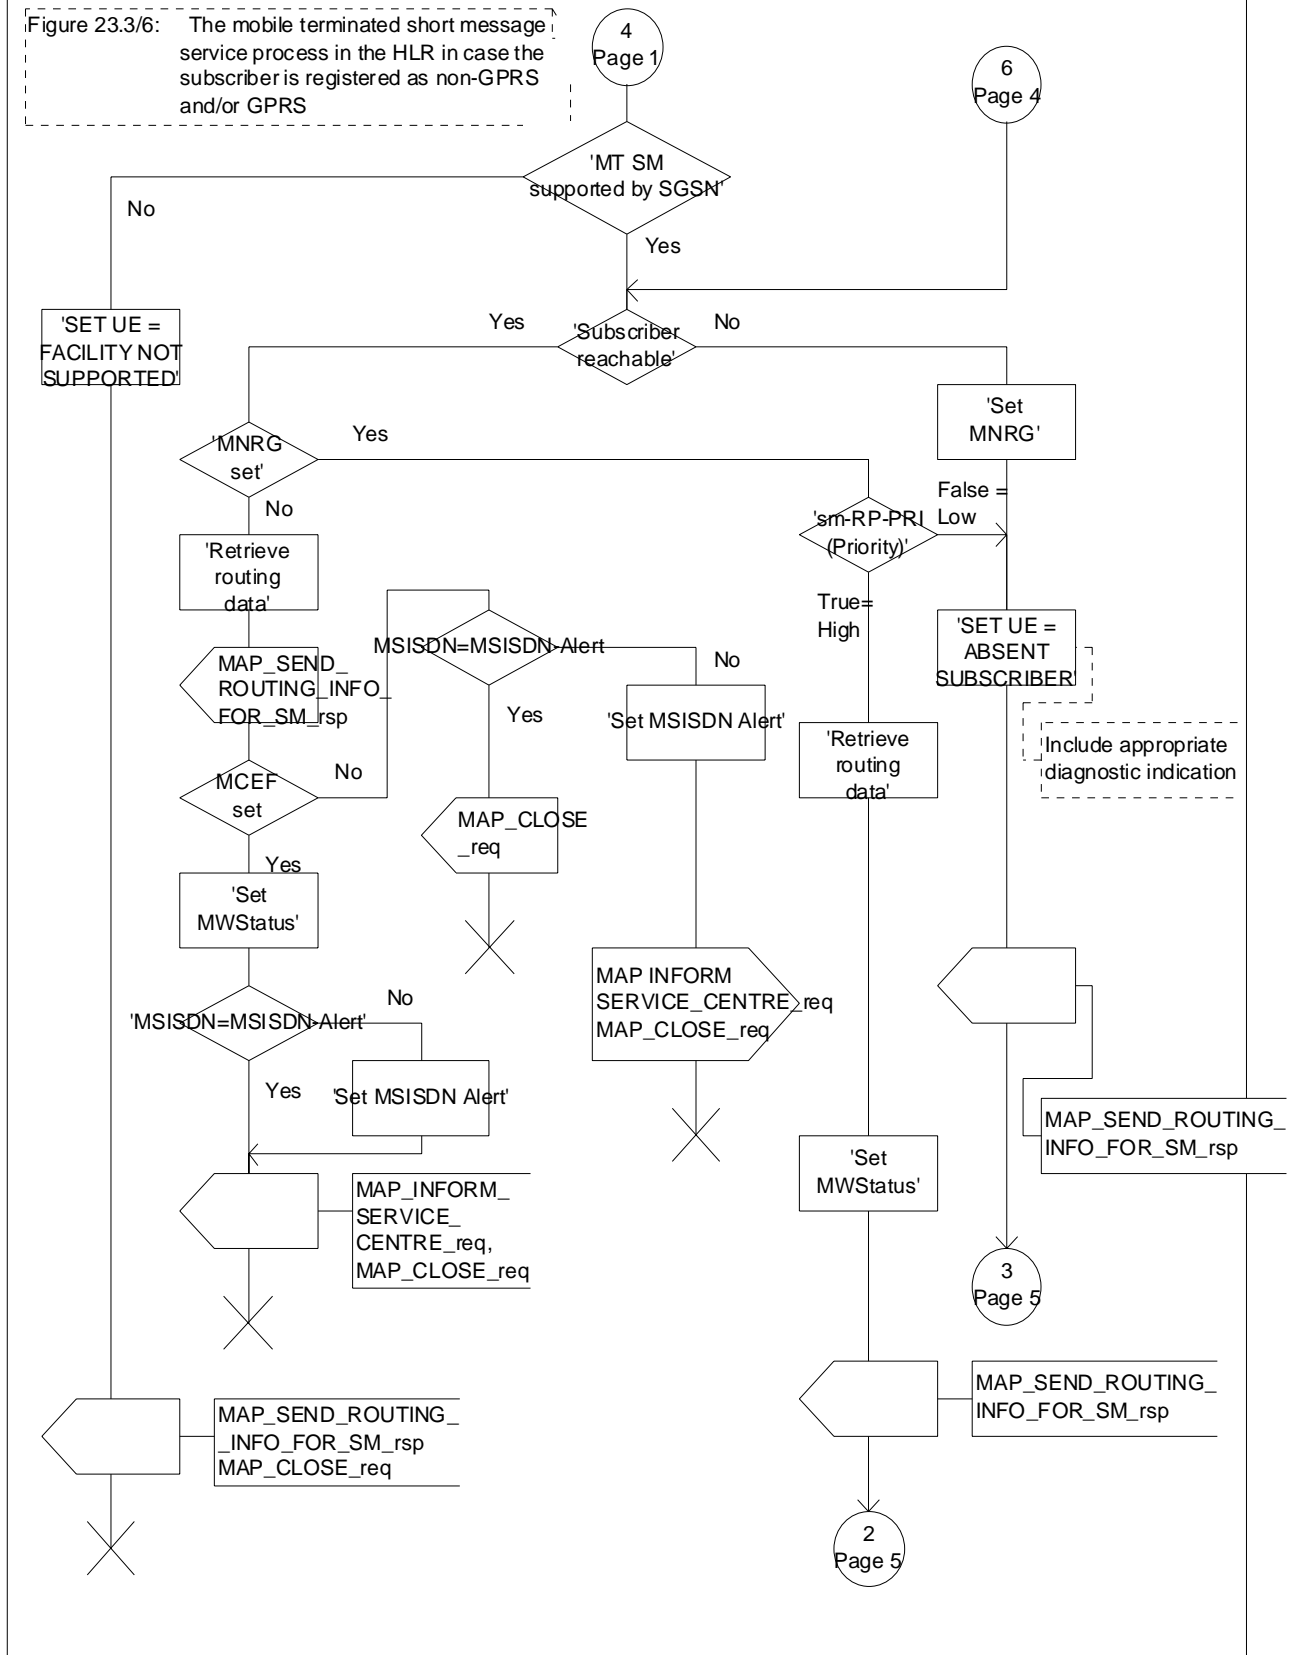 Figure 23.3/6: The mobile terminated short message
service process in the HLR in case the
subscriber is registered as non-GPRS
and/or GPRS
4
Page 1
6
Page 4
'MT SM
supported by SGSN'
No
Yes
'SET UE =
FACILITY NOT
SUPPORTED'
Yes
'Subscriber
reachable'
No
'Set
MNRG'
'MNRG
set'
Yes
No
False =
Low
'sm-RP-PRI
(Priority)'
True=
High
'Retrieve
routing
data'
'SET UE =
ABSENT
SUBSCRIBER'
Include appropriate
diagnostic indication
MSISDN=MSISDN-Alert
No
Yes
MAP_SEND_
ROUTING_INFO_
FOR_SM_rsp
'Set MSISDN Alert'
'Retrieve
routing
data'
MCEF
set
No
Yes
MAP_CLOSE
_req
'Set
MWStatus'
MAP INFORM
SERVICE_CENTRE_req
MAP_CLOSE_req
'MSISDN=MSISDN-Alert'
No
Yes
'Set MSISDN Alert'
MAP_SEND_ROUTING_
INFO_FOR_SM_rsp
'Set
MWStatus'
MAP_INFORM_
SERVICE_
CENTRE_req,
MAP_CLOSE_req
3
Page 5
MAP_SEND_ROUTING_
INFO_FOR_SM_rsp
MAP_SEND_ROUTING_
_INFO_FOR_SM_rsp
MAP_CLOSE_req
2
Page 5